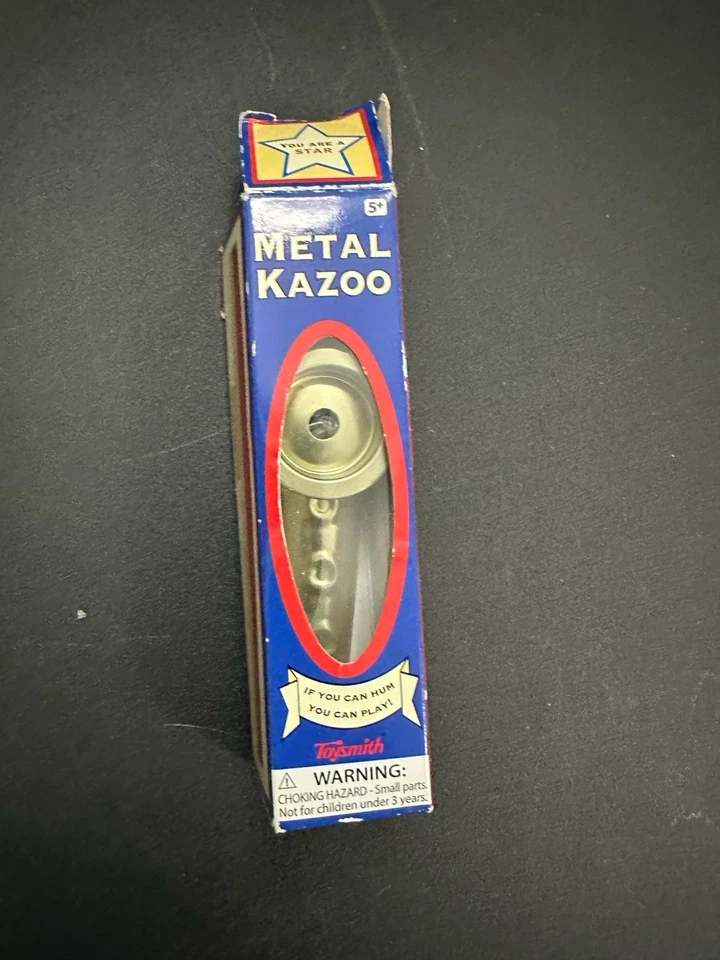 YOU ARE A
STAR
5+
METAL
KAZOO
IF YOU CAN HUM
YOU CAN PLAY!
Toysmith
WARNING:
CHOKING HAZARD - Small parts.
Not for children under 3 years.